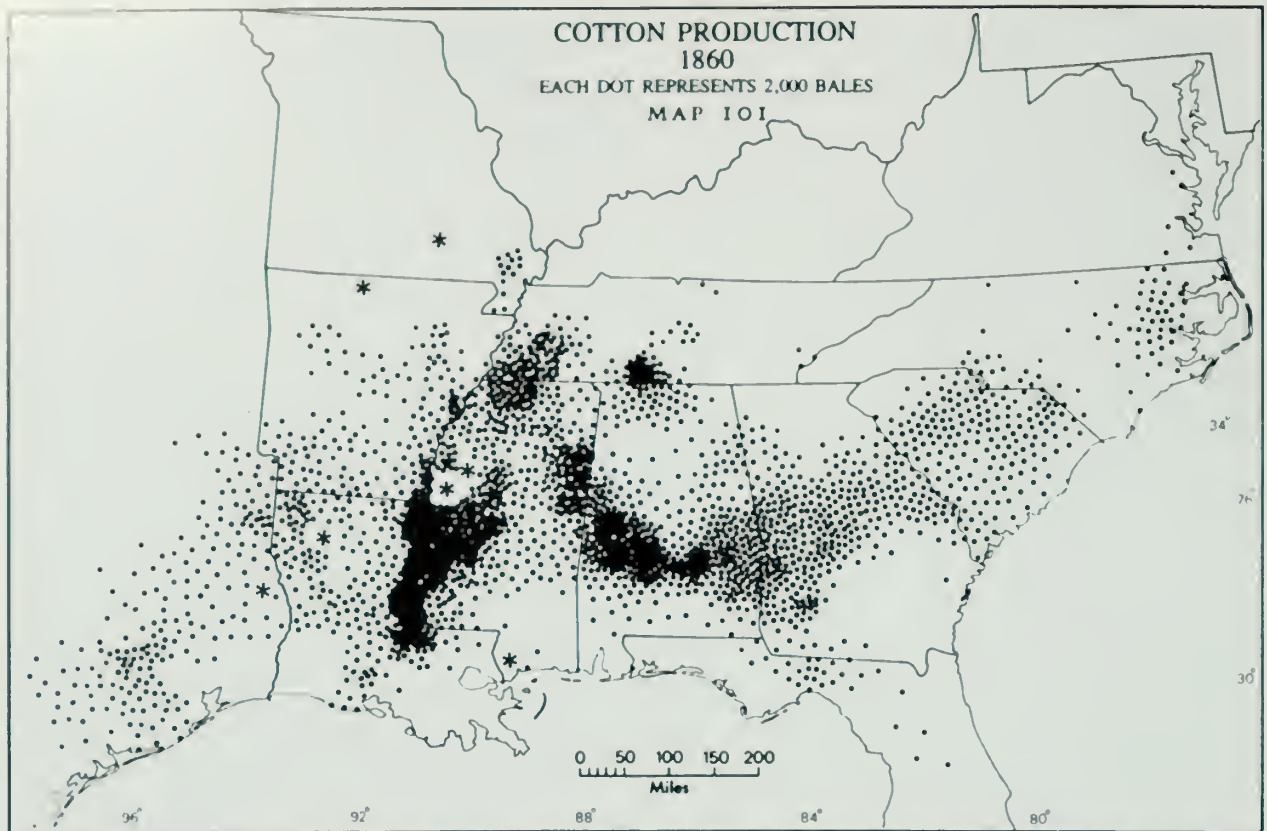 COTTON PRODUCTION
1860
EACH DOT REPRESENTS 2,000 BALES
MAP 101
34°
76°
30°
0 50 100 150 200
Miles
96° 92° 88° 84° 80°